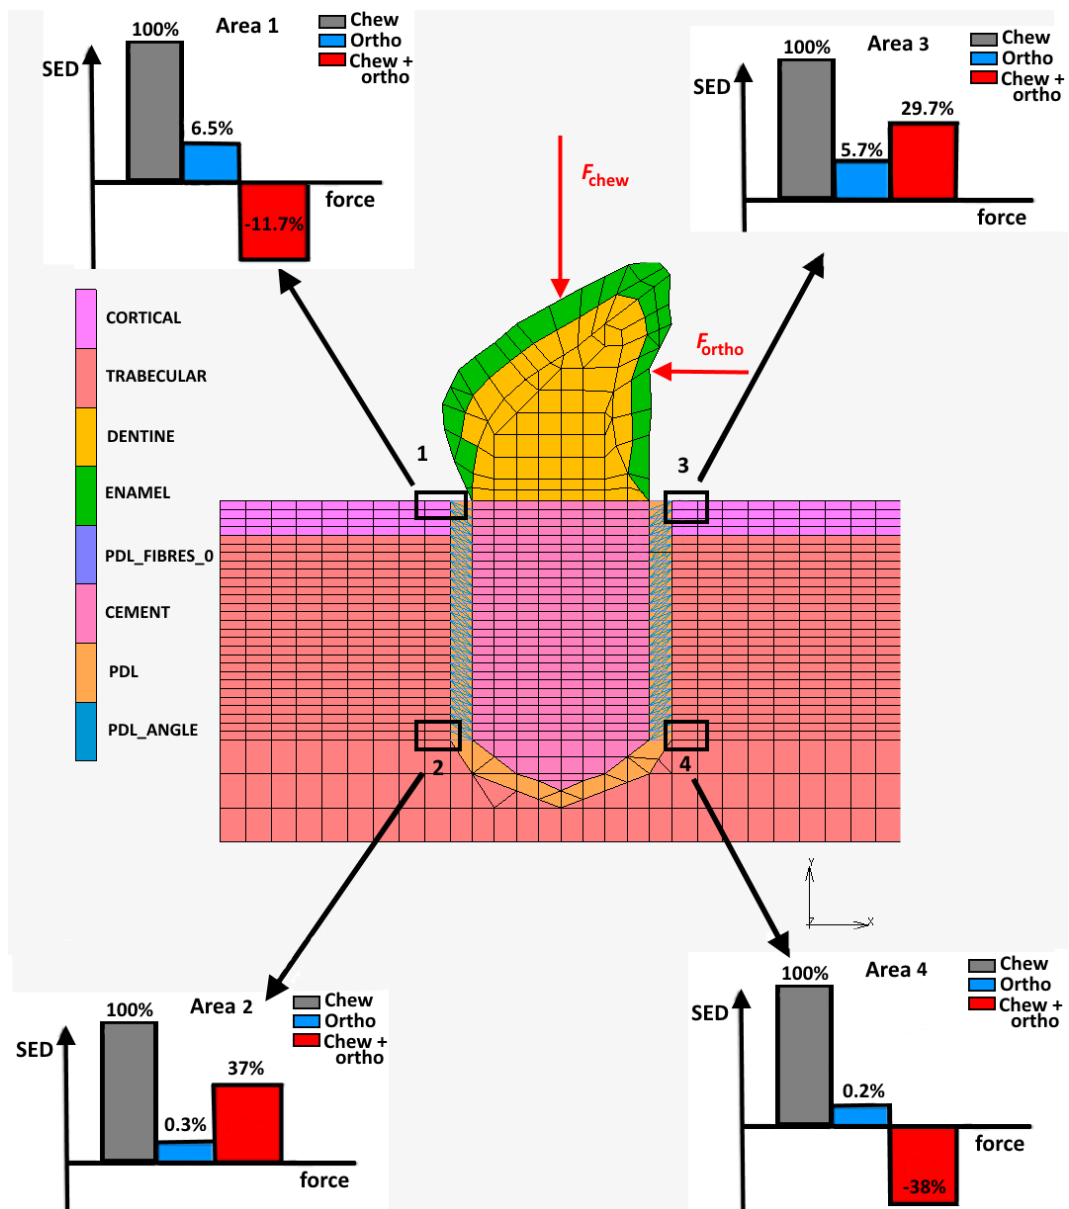 100%
Area 1
Chew
Ortho
Chew +
ortho
SED
6.5%
-11.7%
force
100%
Area 3
Chew
Ortho
Chew +
ortho
SED
29.7%
5.7%
force
Fchew
Fortho
CORTICAL
TRABECULAR
DENTINE
ENAMEL
PDL_FIBRES_0
CEMENT
PDL
PDL_ANGLE
1
3
2
4
Y
Z
X
100%
Area 2
Chew
Ortho
Chew +
ortho
SED
37%
0.3%
force
100%
Area 4
Chew
Ortho
Chew +
ortho
SED
0.2%
force
-38%